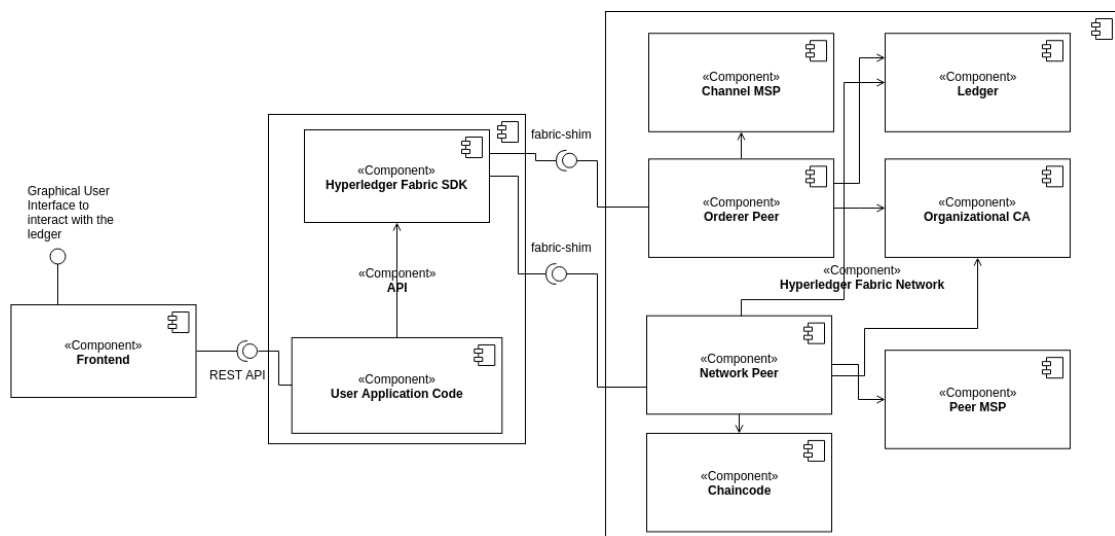 Graphical User
Interface to
interact with the
ledger
«Component»
Frontend
REST API
«Component»
Hyperledger Fabric SDK
«Component»
API
«Component»
User Application Code
fabric-shim
fabric-shim
«Component»
Channel MSP
«Component»
Ledger
«Component»
Orderer Peer
«Component»
Organizational CA
«Component»
Hyperledger Fabric Network
«Component»
Network Peer
«Component»
Peer MSP
«Component»
Chaincode